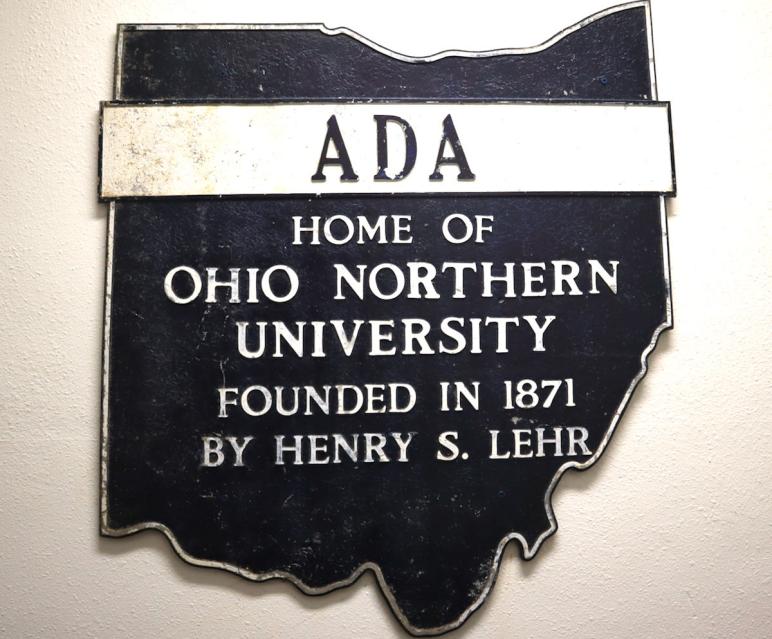 ADA
HOME OF
OHIO NORTHERN
UNIVERSITY
FOUNDED IN 1871
BY HENRY S. LEHR